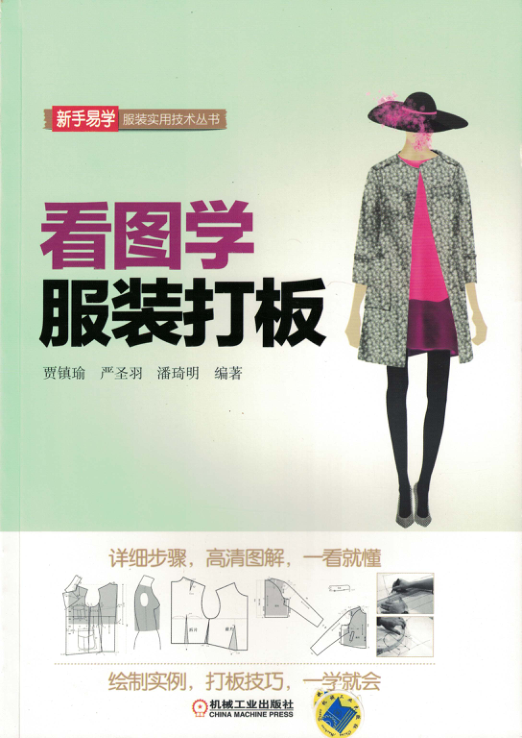 新手易学 服装实用技术丛书
看图学
服装打板
贾镇瑜 严圣羽 潘琦明 编著
详细步骤，高清图解，一看就懂
绘制实例，打板技巧，一学就会
机械工业出版社
CHINA MACHINE PRESS